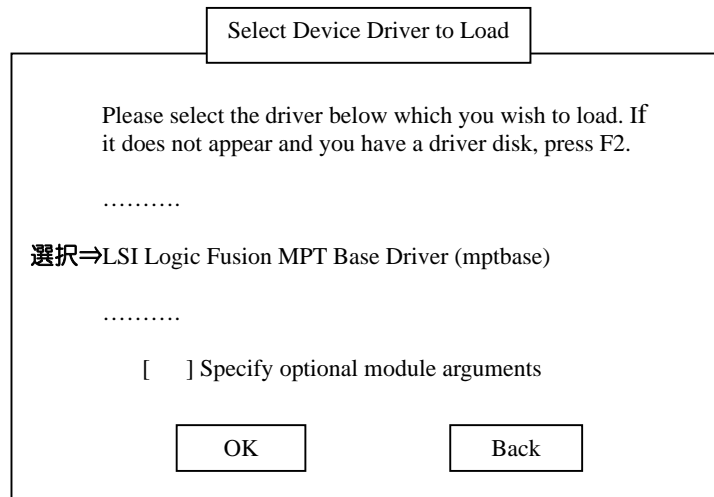 Select Device Driver to Load
Please select the driver below which you wish to load. If
it does not appear and you have a driver disk, press F2.
……….
選択⇒LSI Logic Fusion MPT Base Driver (mptbase)
……….
[    ] Specify optional module arguments
OK Back